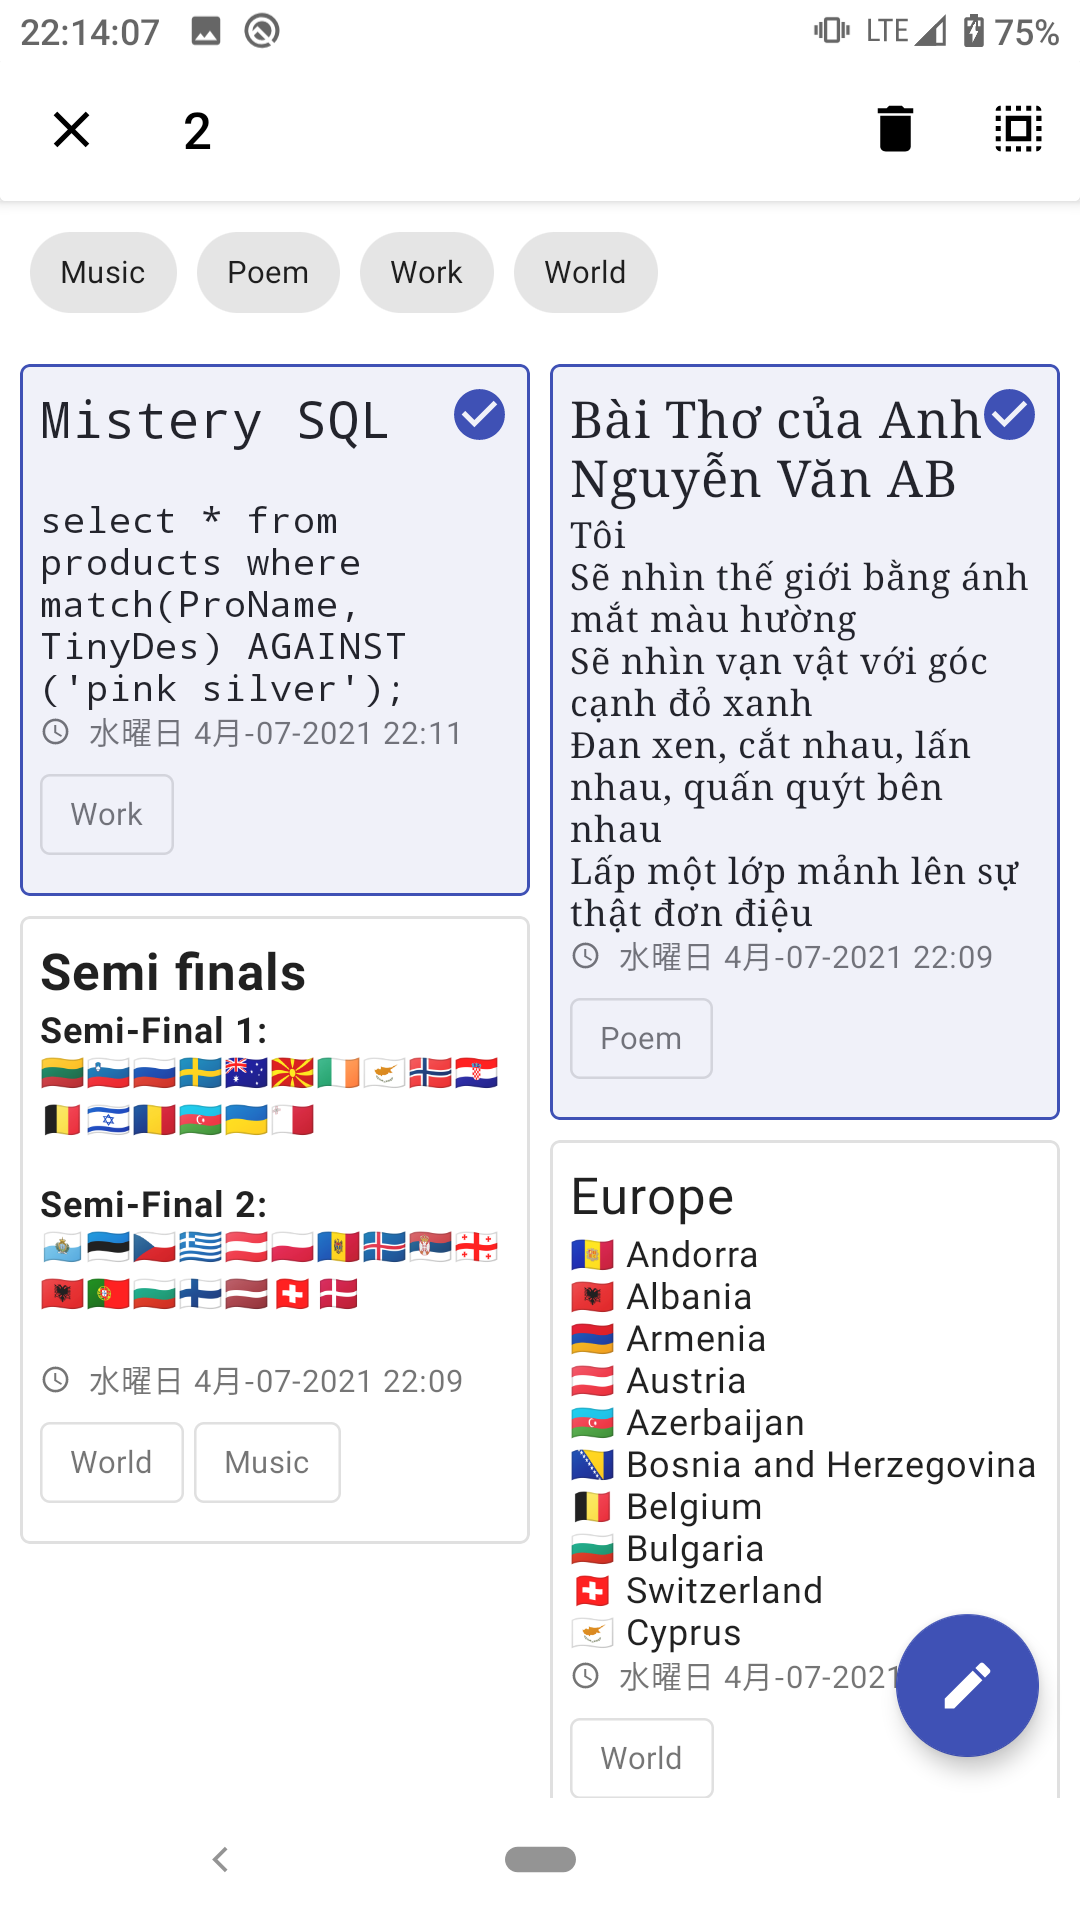 22:14:07 LTE 75%
2
Music Poem Work World
Mistery SQL
select * from
products where
match(ProName,
TinyDes) AGAINST
('pink silver');
水曜日 4月-07-2021 22:11
Work
Bài Thơ của Anh
Nguyễn Văn AB
Tôi
Sẽ nhìn thế giới bằng ánh
mắt màu hường
Sẽ nhìn vạn vật với góc
cạnh đỏ xanh
Đan xen, cắt nhau, lấn
nhau, quấn quýt bên
nhau
Lấp một lớp mảnh lên sự
thật đơn điệu
水曜日 4月-07-2021 22:09
Poem
Semi finals
Semi-Final 1:
🇱🇹🇸🇮🇷🇺🇸🇪🇦🇺🇲🇰🇮🇪🇨🇾🇳🇴🇭🇷
🇧🇪🇮🇱🇷🇴🇦🇿🇺🇦🇲🇹
Semi-Final 2:
🇸🇲🇪🇪🇨🇿🇬🇷🇦🇹🇵🇱🇲🇩🇮🇸🇷🇸🇬🇪
🇦🇱🇵🇹🇧🇬🇫🇮🇱🇻🇨🇭🇩🇰
水曜日 4月-07-2021 22:09
World Music
Europe
🇦🇩 Andorra
🇦🇱 Albania
🇦🇲 Armenia
🇦🇹 Austria
🇦🇿 Azerbaijan
🇧🇦 Bosnia and Herzegovina
🇧🇪 Belgium
🇧🇬 Bulgaria
🇨🇭 Switzerland
🇨🇾 Cyprus
水曜日 4月-07-2021
World